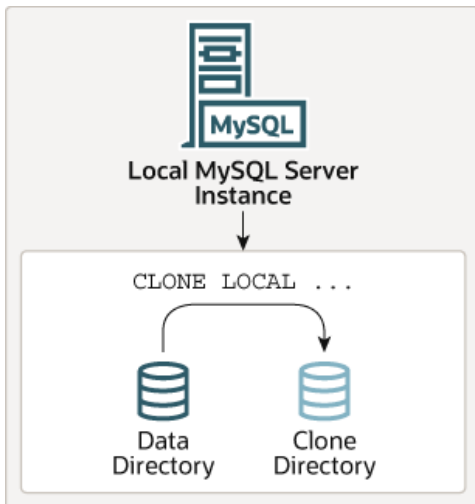 MySQL
Local MySQL Server
Instance
CLONE LOCAL ...
Data
Directory
Clone
Directory